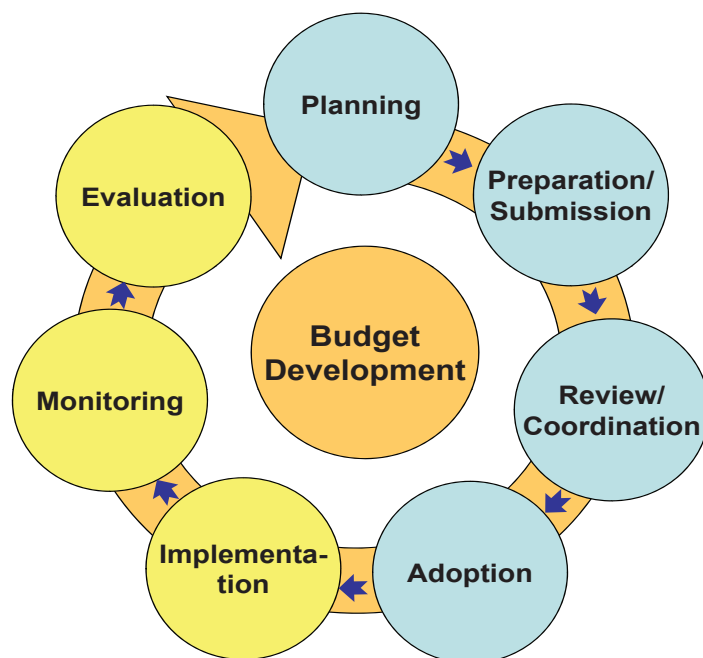 Planning
Preparation/
Submission
Review/
Coordination
Adoption
Implementa-
tion
Monitoring
Evaluation
Budget
Development